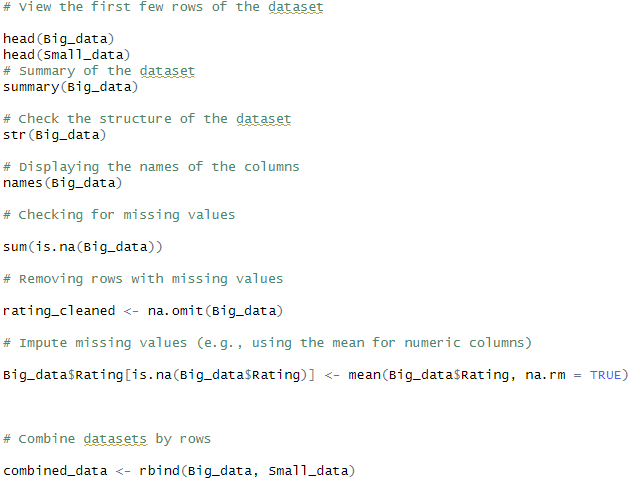 # View the first few rows of the dataset
head(Big_data)
head(Small_data)
# Summary of the dataset
summary(Big_data)
# Check the structure of the dataset
str(Big_data)
# Displaying the names of the columns
names(Big_data)
# Checking for missing values
sum(is.na(Big_data))
# Removing rows with missing values
rating_cleaned <- na.omit(Big_data)
# Impute missing values (e.g., using the mean for numeric columns)
Big_data$Rating[is.na(Big_data$Rating)] <- mean(Big_data$Rating, na.rm = TRUE)
# Combine datasets by rows
combined_data <- rbind(Big_data, Small_data)